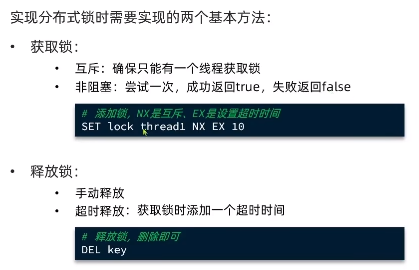 实现分布式锁时需要实现的两个基本方法：
• 获取锁：
• 互斥：确保只能有一个线程获取锁
• 非阻塞：尝试一次，成功返回true，失败返回false
# 添加锁，NX是互斥、EX是设置超时时间
SET lock thread1 NX EX 10
• 释放锁：
• 手动释放
• 超时释放：获取锁时添加一个超时时间
# 释放锁，删除即可
DEL key